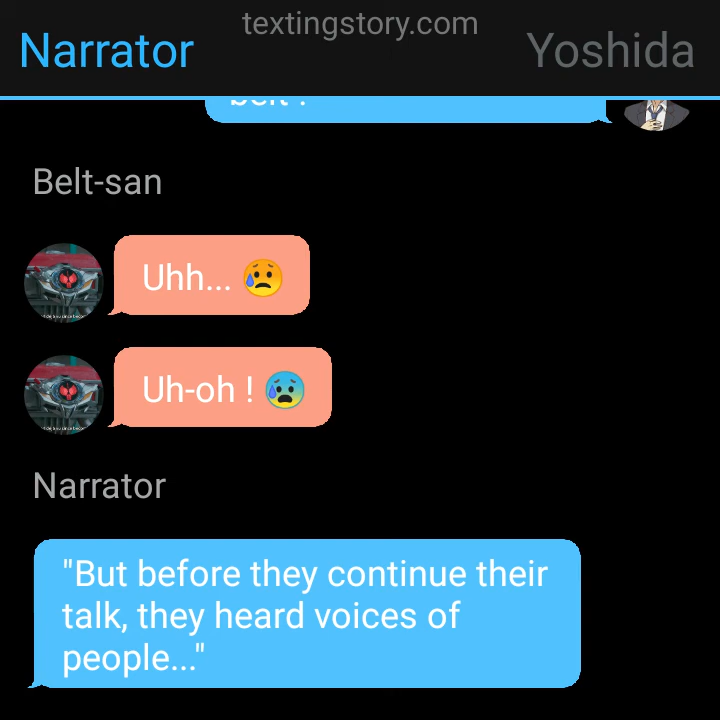 textingstory.com
Narrator
Yoshida
belt !
Belt-san
Uhh... 😥
Uh-oh ! 😰
Narrator
"But before they continue their
talk, they heard voices of
people..."